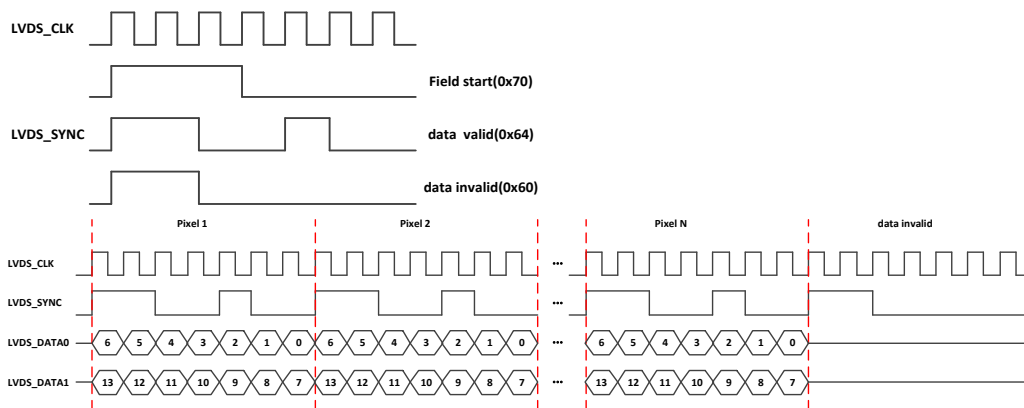 LVDS_CLK
Field start(0x70)
LVDS_SYNC
data valid(0x64)
data invalid(0x60)
Pixel 1 Pixel 2 Pixel N data invalid
LVDS_CLK ...
LVDS_SYNC ...
LVDS_DATA0 6 5 4 3 2 1 0 6 5 4 3 2 1 0 ... 6 5 4 3 2 1 0
LVDS_DATA1 13 12 11 10 9 8 7 13 12 11 10 9 8 7 ... 13 12 11 10 9 8 7